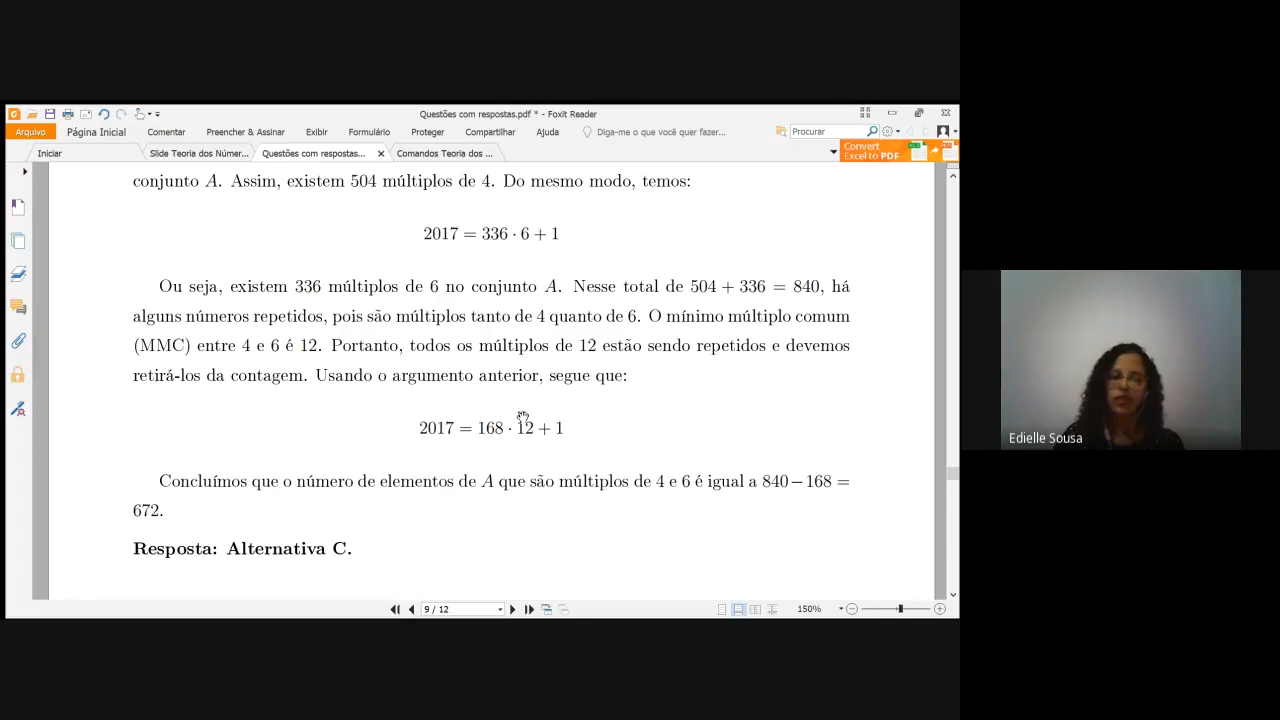 Questões com respostas.pdf * - Foxit Reader
Arquivo Página Inicial Comentar Preencher & Assinar Exibir Formulário Proteger Compartilhar Ajuda Diga-me o que você quer fazer... Procurar
Iniciar Slide Teoria dos Númer... Questões com respostas... Comandos Teoria dos ... Convert
Excel to PDF
conjunto A. Assim, existem 504 múltiplos de 4. Do mesmo modo, temos:
2017 = 336 · 6 + 1
Ou seja, existem 336 múltiplos de 6 no conjunto A. Nesse total de 504 + 336 = 840, há
alguns números repetidos, pois são múltiplos tanto de 4 quanto de 6. O mínimo múltiplo comum
(MMC) entre 4 e 6 é 12. Portanto, todos os múltiplos de 12 estão sendo repetidos e devemos
retirá-los da contagem. Usando o argumento anterior, segue que:
2017 = 168 · 12 + 1
Concluímos que o número de elementos de A que são múltiplos de 4 e 6 é igual a 840−168 =
672.
Resposta: Alternativa C.
9 / 12 150%
Edielle Sousa